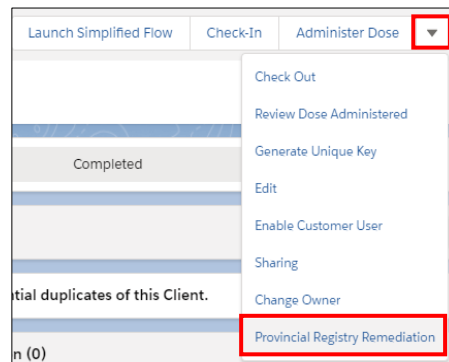 Launch Simplified Flow Check-In Administer Dose
Check Out
Review Dose Administered
Completed
Generate Unique Key
Edit
Enable Customer User
Sharing
tial duplicates of this Client.
Change Owner
Provincial Registry Remediation
n (0)